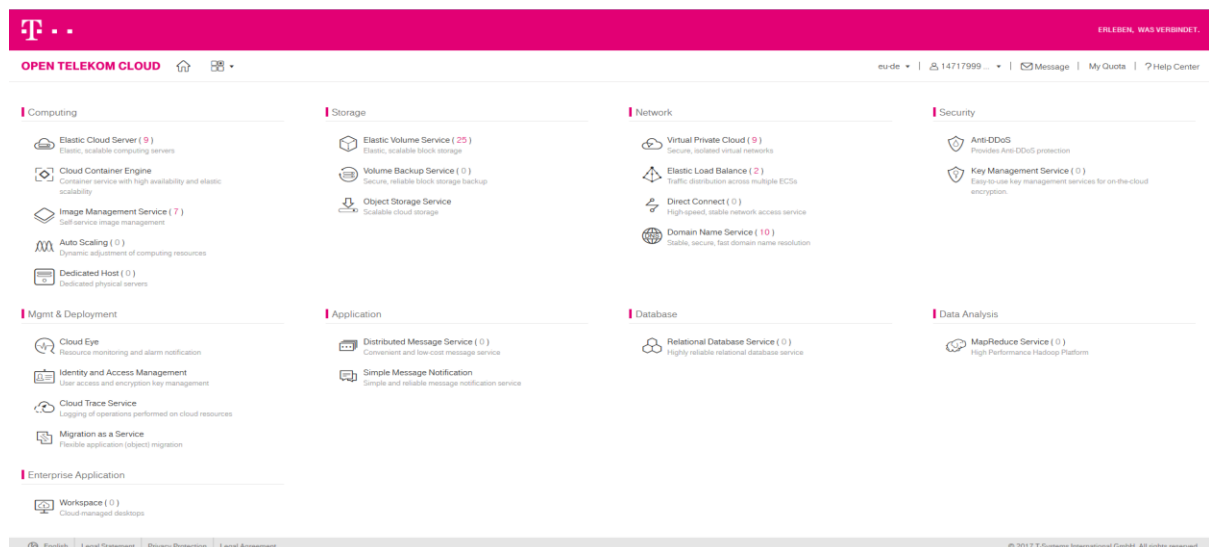 T
ERLEBEN, WAS VERBINDET.
OPEN TELEKOM CLOUD
eu-de
14717999 ...
Message
My Quota
? Help Center
Computing
Elastic Cloud Server ( 9 )
Elastic, scalable computing servers
Cloud Container Engine
Container service with high availability and elastic
scalability
Image Management Service ( 7 )
Self-service image management
Auto Scaling ( 0 )
Dynamic adjustment of computing resources
Dedicated Host ( 0 )
Dedicated physical servers
Storage
Elastic Volume Service ( 25 )
Elastic, scalable block storage
Volume Backup Service ( 0 )
Secure, reliable block storage backup
Object Storage Service
Scalable cloud storage
Network
Virtual Private Cloud ( 9 )
Secure, isolated virtual networks
Elastic Load Balance ( 2 )
Traffic distribution across multiple ECSs
Direct Connect ( 0 )
High-speed, stable network access service
DNS
Domain Name Service ( 10 )
Stable, secure, fast domain name resolution
Security
Anti-DDoS
Provides Anti-DDoS protection
Key Management Service ( 0 )
Easy-to-use key management services for on-the-cloud
encryption.
Mgmt & Deployment
Cloud Eye
Resource monitoring and alarm notification
Identity and Access Management
User access and encryption key management
Cloud Trace Service
Logging of operations performed on cloud resources
Migration as a Service
Flexible application (object) migration
Application
Distributed Message Service ( 0 )
Convenient and low-cost message service
Simple Message Notification
Simple and reliable message notification service
Database
Relational Database Service ( 0 )
Highly reliable relational database service
Data Analysis
MapReduce Service ( 0 )
High Performance Hadoop Platform
Enterprise Application
Workspace ( 0 )
Cloud-managed desktops
English
Legal Statement
Privacy Protection
Legal Agreement
© 2017 T-Systems International GmbH. All rights reserved.